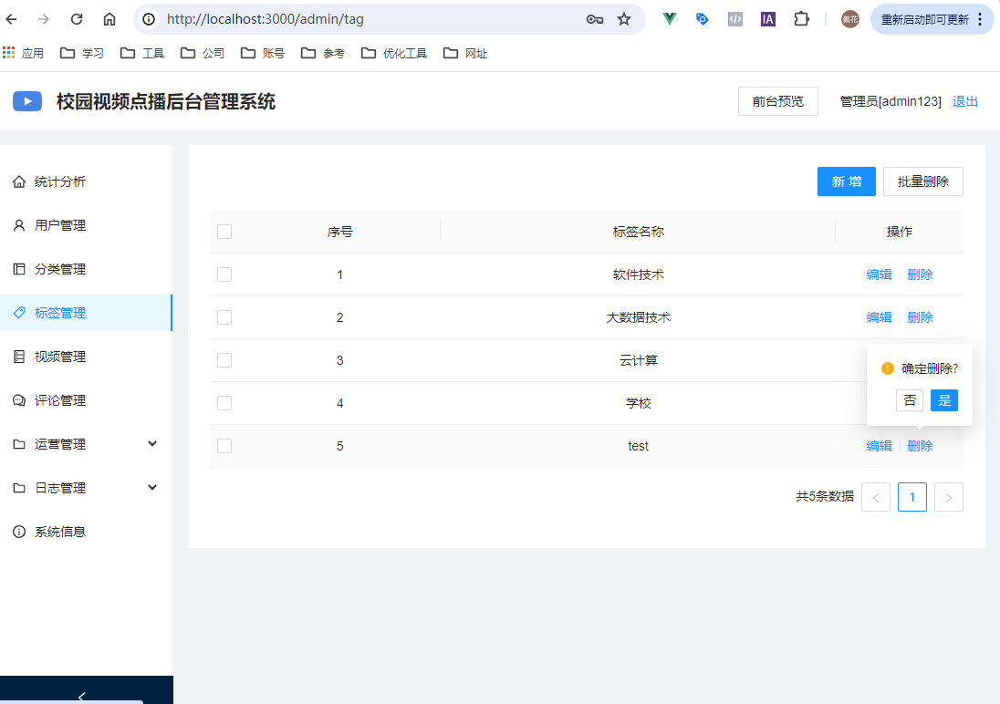 http://localhost:3000/admin/tag
IA
義花
重新启动即可更新
应用 学习 工具 公司 账号 参考 优化工具 网址
校园视频点播后台管理系统
前台预览 管理员[admin123] 退出
统计分析
用户管理
分类管理
标签管理
视频管理
评论管理
运营管理
日志管理
系统信息
新 增 批量删除
序号 标签名称 操作
1 软件技术 编辑 删除
2 大数据技术 编辑 删除
3 云计算
4 学校
确定删除?
否 是
5 test 编辑 删除
共5条数据 < 1 >